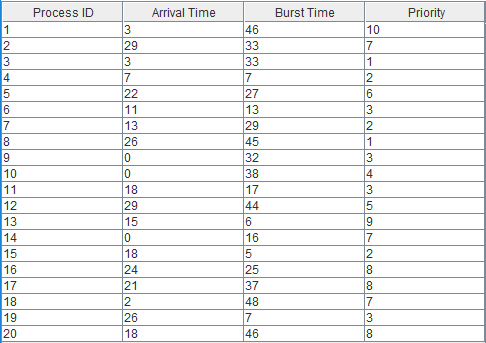 Process ID Arrival Time Burst Time Priority
1 3 46 10
2 29 33 7
3 3 33 1
4 7 7 2
5 22 27 6
6 11 13 3
7 13 29 2
8 26 45 1
9 0 32 3
10 0 38 4
11 18 17 3
12 29 44 5
13 15 6 9
14 0 16 7
15 18 5 2
16 24 25 8
17 21 37 8
18 2 48 7
19 26 7 3
20 18 46 8